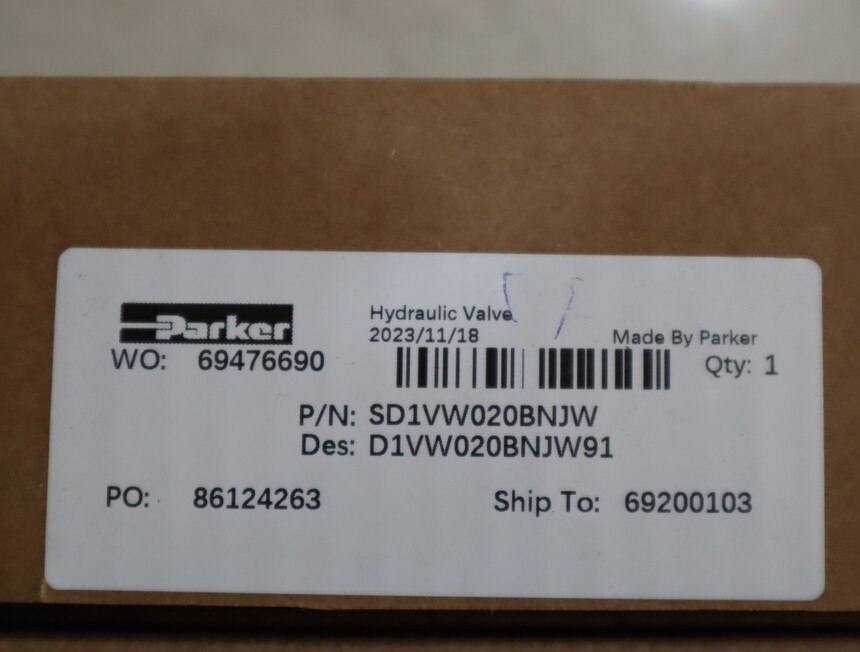 Parker
Hydraulic Valve
2023/11/18
Made By Parker
WO: 69476690
Qty: 1
P/N: SD1VW020BNJW
Des: D1VW020BNJW91
PO: 86124263
Ship To: 69200103